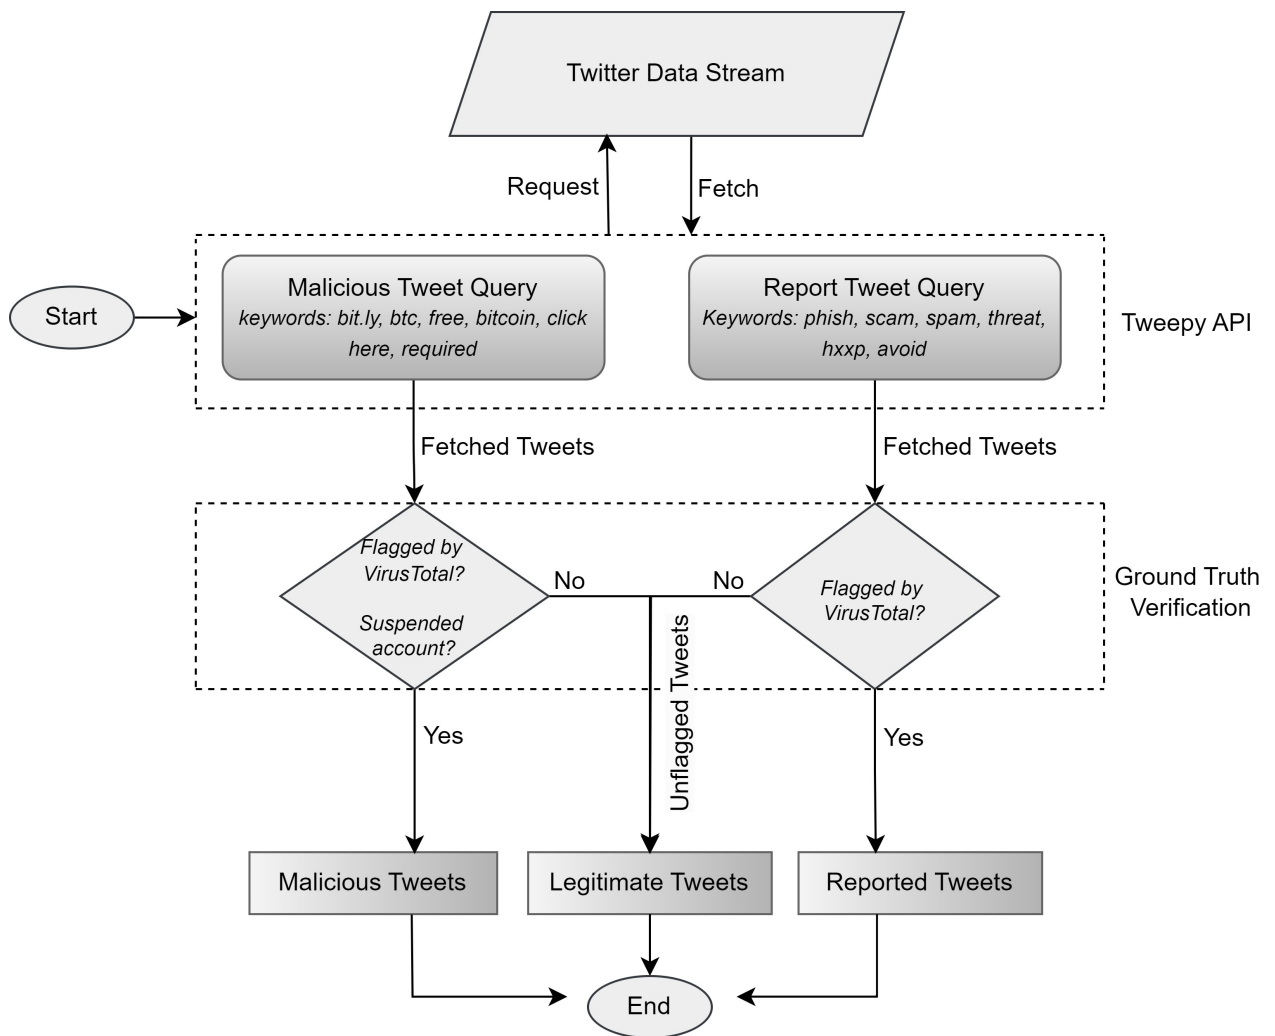 Twitter Data Stream
Request
Fetch
Start
Malicious Tweet Query
keywords: bit.ly, btc, free, bitcoin, click
here, required
Report Tweet Query
Keywords: phish, scam, spam, threat,
hxxp, avoid
Tweepy API
Fetched Tweets
Fetched Tweets
Flagged by
VirusTotal?
Suspended
account?
No
No
Flagged by
VirusTotal?
Ground Truth
Verification
Unflagged Tweets
Yes
Yes
Malicious Tweets
Legitimate Tweets
Reported Tweets
End